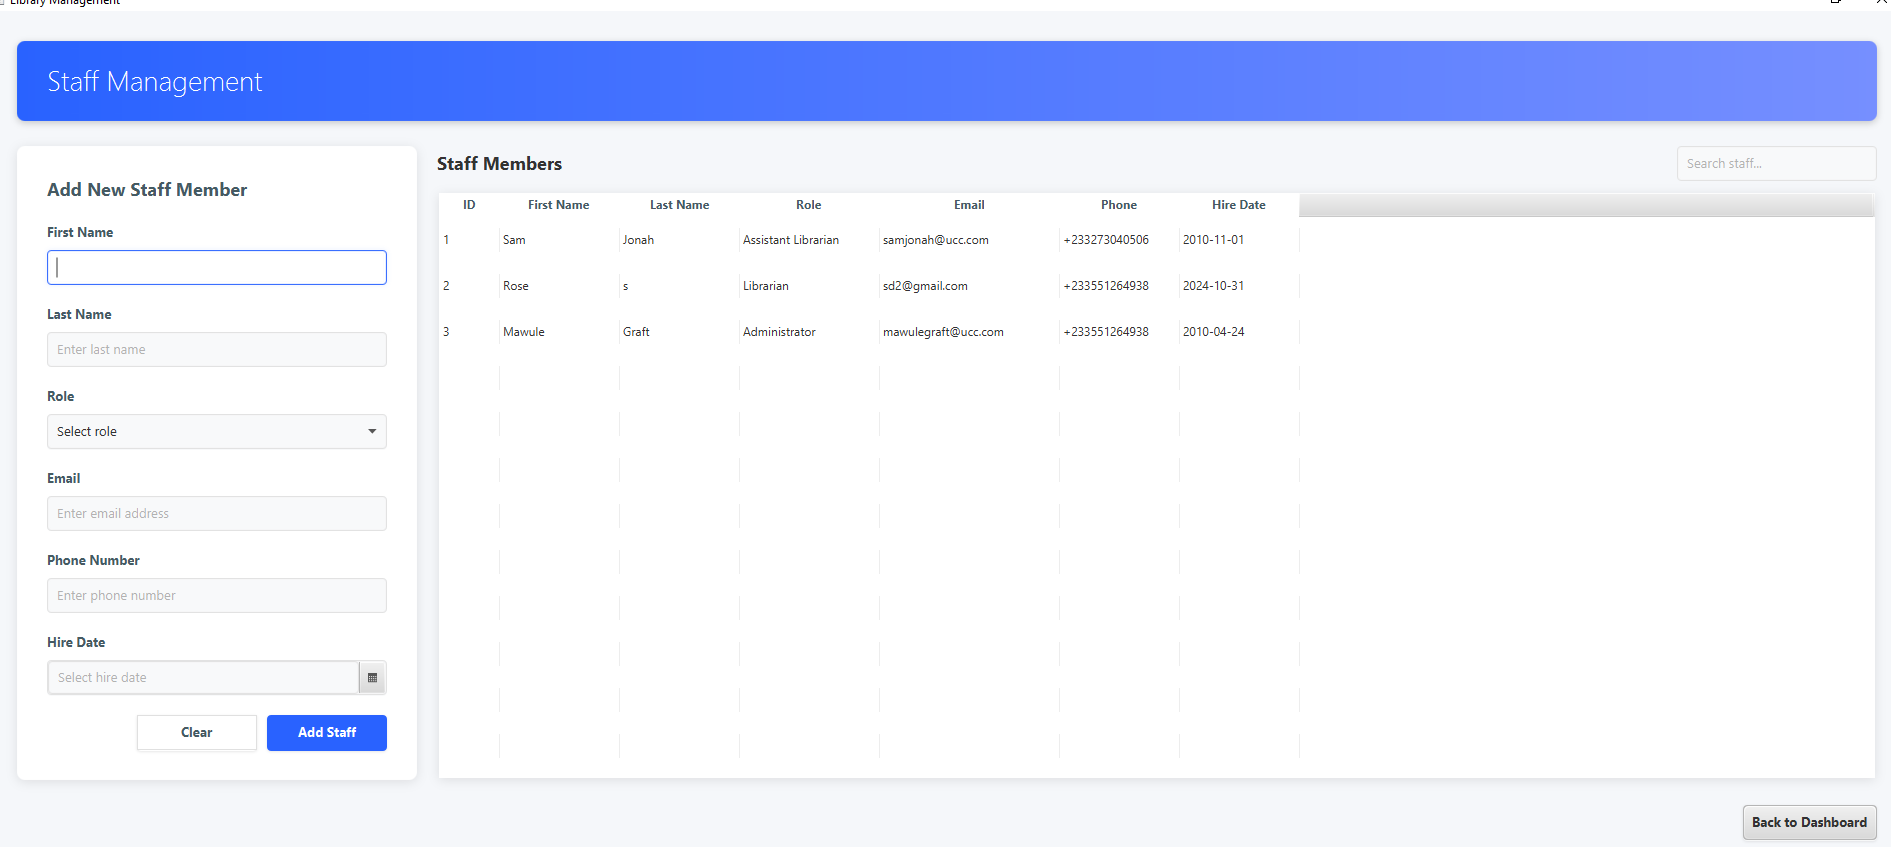 Library Management
Staff Management
Add New Staff Member
First Name
Last Name
Enter last name
Role
Select role
Email
Enter email address
Phone Number
Enter phone number
Hire Date
Select hire date
Clear Add Staff
Staff Members
Search staff...
ID First Name Last Name Role Email Phone Hire Date
1 Sam Jonah Assistant Librarian samjonah@ucc.com +233273040506 2010-11-01
2 Rose s Librarian sd2@gmail.com +233551264938 2024-10-31
3 Mawule Graft Administrator mawulegraft@ucc.com +233551264938 2010-04-24
Back to Dashboard